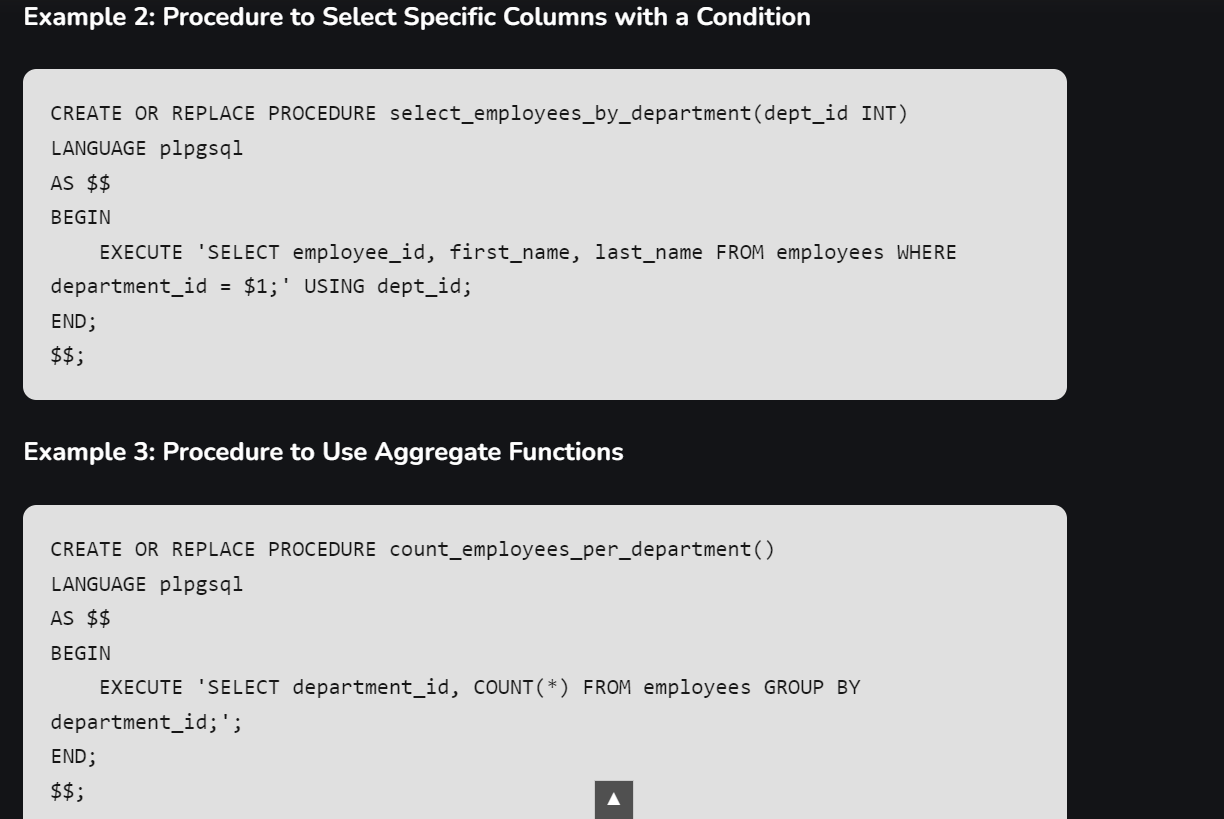 Example 2: Procedure to Select Specific Columns with a Condition
CREATE OR REPLACE PROCEDURE select_employees_by_department(dept_id INT)
LANGUAGE plpgsql
AS $$
BEGIN
    EXECUTE 'SELECT employee_id, first_name, last_name FROM employees WHERE
department_id = $1;' USING dept_id;
END;
$$;
Example 3: Procedure to Use Aggregate Functions
CREATE OR REPLACE PROCEDURE count_employees_per_department()
LANGUAGE plpgsql
AS $$
BEGIN
    EXECUTE 'SELECT department_id, COUNT(*) FROM employees GROUP BY
department_id;';
END;
$$;